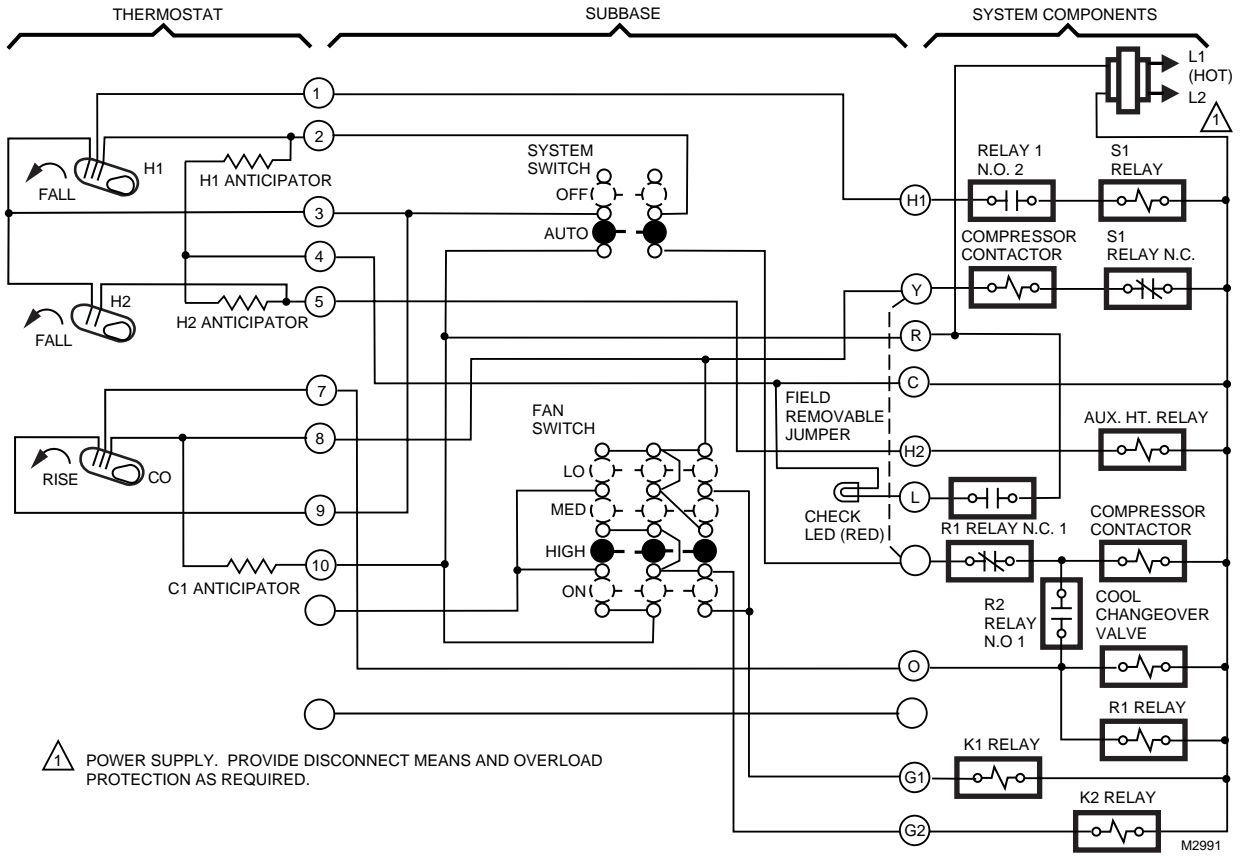 THERMOSTAT
SUBBASE
SYSTEM COMPONENTS
L1
(HOT)
L2
1
1
2
3
4
5
7
8
9
10
H1
FALL
H1 ANTICIPATOR
H2
FALL
H2 ANTICIPATOR
CO
RISE
C1 ANTICIPATOR
SYSTEM
SWITCH
OFF
AUTO
FAN
SWITCH
LO
MED
HIGH
ON
FIELD
REMOVABLE
JUMPER
CHECK
LED (RED)
H1
Y
R
C
H2
L
O
G1
G2
RELAY 1
N.O. 2
S1
RELAY
COMPRESSOR
CONTACTOR
S1
RELAY N.C.
AUX. HT. RELAY
R1 RELAY N.C. 1
COMPRESSOR
CONTACTOR
R2
RELAY
N.O 1
COOL
CHANGEOVER
VALVE
R1 RELAY
K1 RELAY
K2 RELAY
1 POWER SUPPLY. PROVIDE DISCONNECT MEANS AND OVERLOAD
PROTECTION AS REQUIRED.
M2991